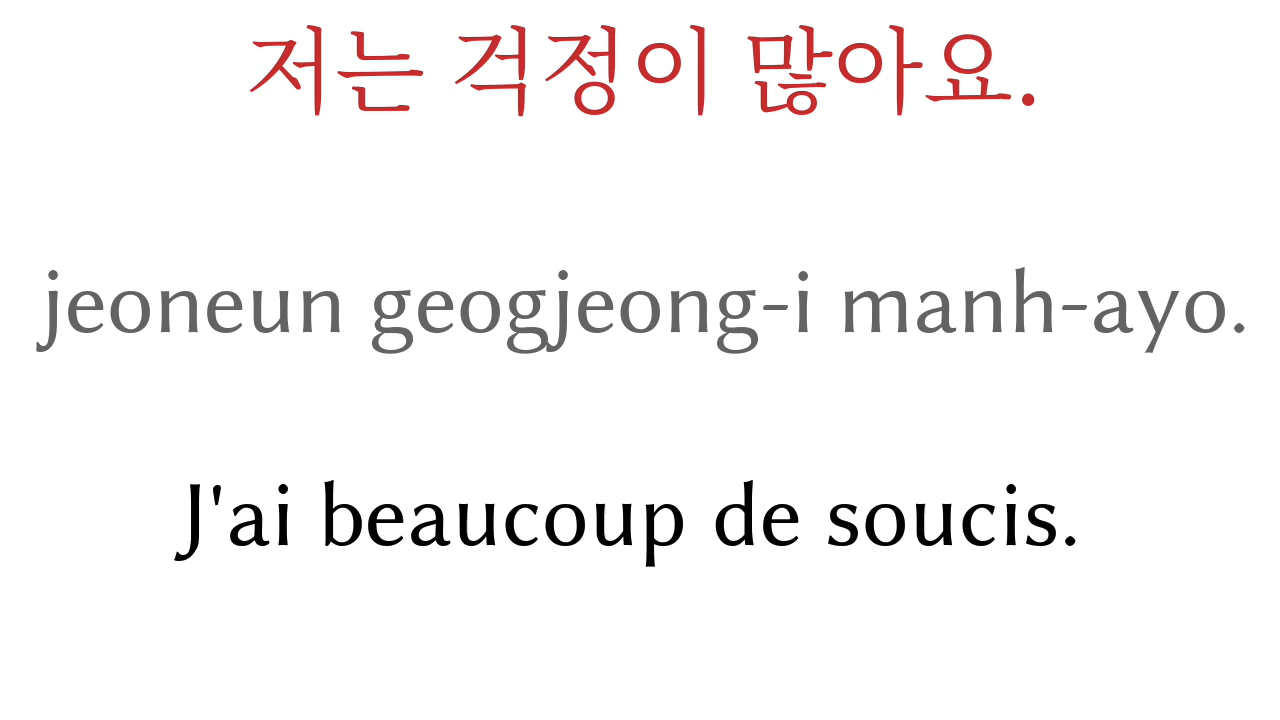 저는 걱정이 많아요.
jeoneun geogjeong-i manh-ayo.
J'ai beaucoup de soucis.